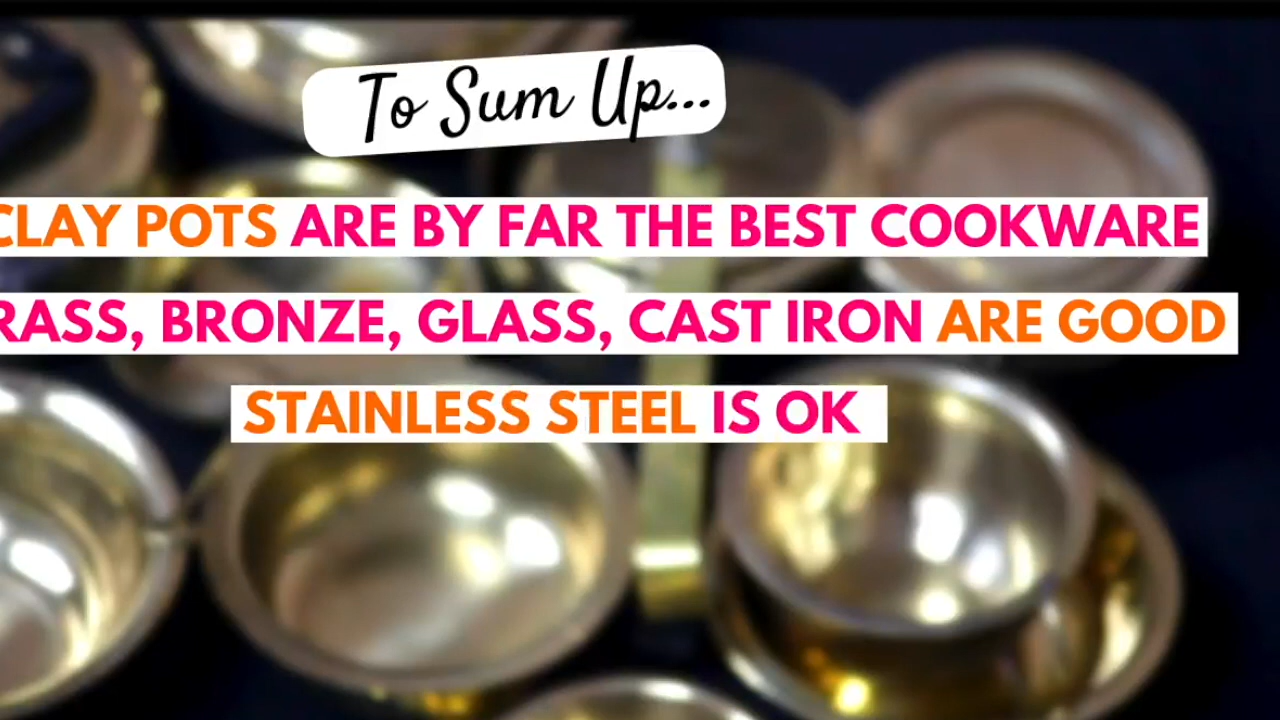 To Sum Up...
CLAY POTS ARE BY FAR THE BEST COOKWARE
RASS, BRONZE, GLASS, CAST IRON ARE GOOD
STAINLESS STEEL IS OK